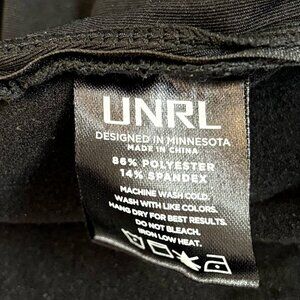 UNRL
DESIGNED IN MINNESOTA
MADE IN CHINA
86% POLYESTER
14% SPANDEX
MACHINE WASH COLD.
WASH WITH LIKE COLORS.
HANG DRY FOR BEST RESULTS.
DO NOT BLEACH.
IRON LOW HEAT.